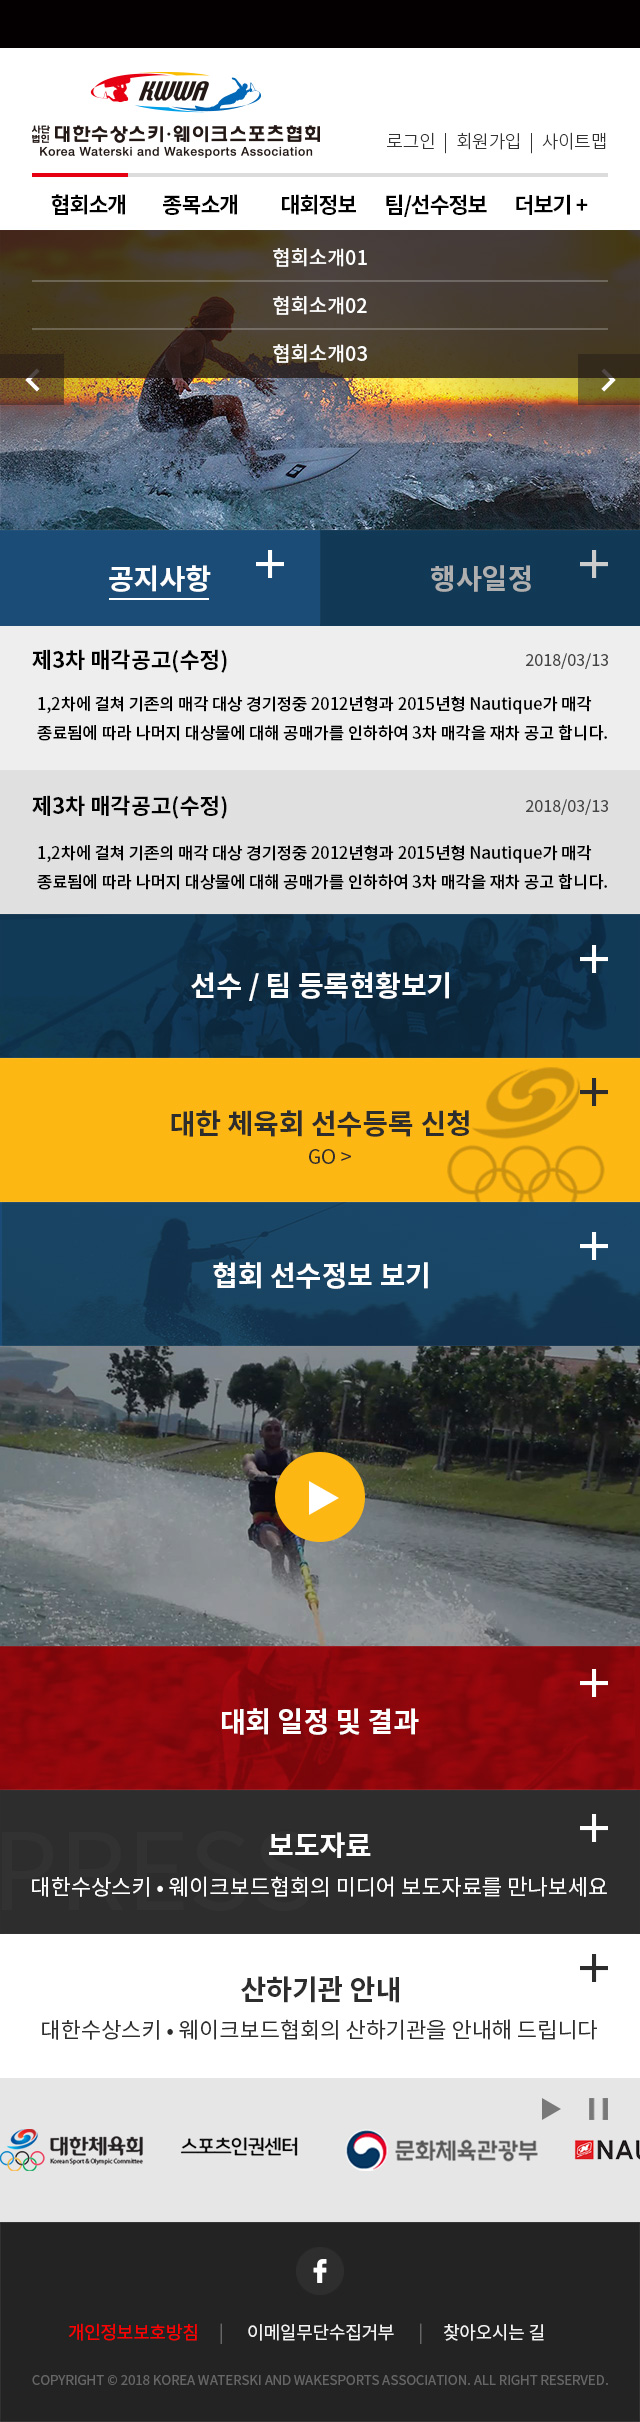 KWWA
사단법인 대한수상스키·웨이크스포츠협회
Korea Waterski and Wakesports Association
로그인 | 회원가입 | 사이트맵
협회소개 종목소개 대회정보 팀/선수정보 더보기 +
협회소개01
협회소개02
협회소개03
공지사항 행사일정
제3차 매각공고(수정) 2018/03/13
1,2차에 걸쳐 기존의 매각 대상 경기정중 2012년형과 2015년형 Nautique가 매각
종료됨에 따라 나머지 대상물에 대해 공매가를 인하하여 3차 매각을 재차 공고 합니다.
제3차 매각공고(수정) 2018/03/13
1,2차에 걸쳐 기존의 매각 대상 경기정중 2012년형과 2015년형 Nautique가 매각
종료됨에 따라 나머지 대상물에 대해 공매가를 인하하여 3차 매각을 재차 공고 합니다.
선수 / 팀 등록현황보기
대한 체육회 선수등록 신청
GO >
협회 선수정보 보기
대회 일정 및 결과
PRESS
보도자료
대한수상스키 • 웨이크보드협회의 미디어 보도자료를 만나보세요
산하기관 안내
대한수상스키 • 웨이크보드협회의 산하기관을 안내해 드립니다
대한체육회 스포츠인권센터 문화체육관광부 NAU
Korean Sport & Olympic Committee
f
개인정보보호방침 | 이메일무단수집거부 | 찾아오시는 길
COPYRIGHT © 2018 KOREA WATERSKI AND WAKESPORTS ASSOCIATION. ALL RIGHT RESERVED.